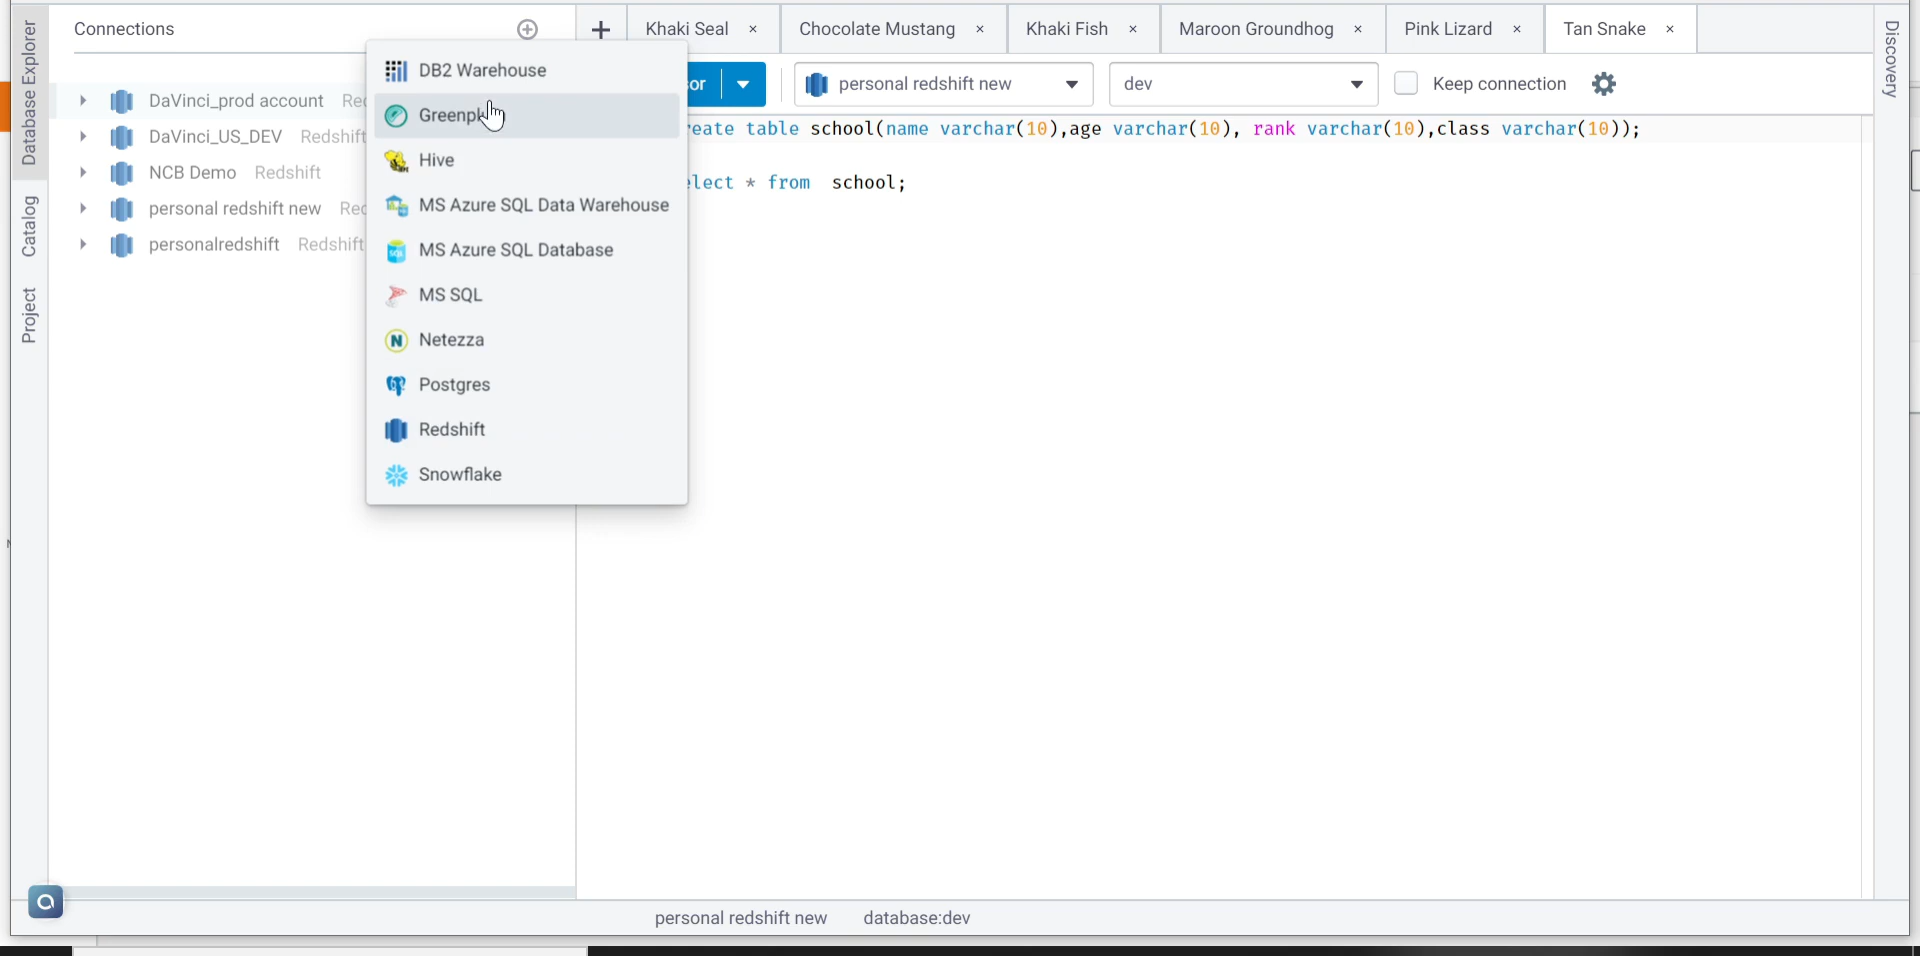 Connections
Khaki Seal
Chocolate Mustang
Khaki Fish
Maroon Groundhog
Pink Lizard
Tan Snake
Database Explorer
Catalog
Project
Discovery
DaVinci_prod account
DaVinci_US_DEV Redshift
NCB Demo Redshift
personal redshift new
personalredshift Redshift
DB2 Warehouse
Hive
MS Azure SQL Data Warehouse
MS Azure SQL Database
MS SQL
Netezza
Postgres
Redshift
Snowflake
or
personal redshift new
dev
Keep connection
eate table school(name varchar(10),age varchar(10), rank varchar(10),class varchar(10));
elect * from school;
personal redshift new
database:dev